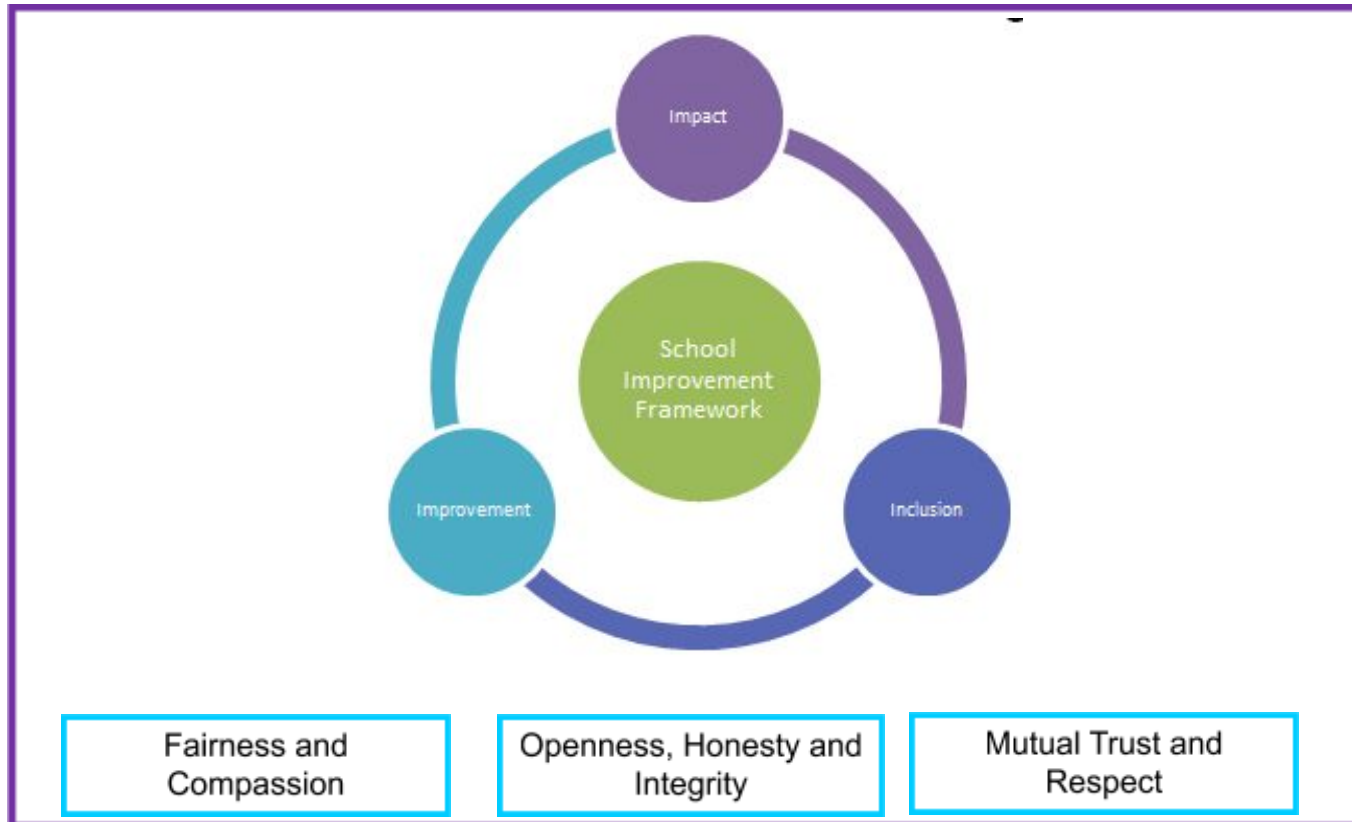 Impact
School
Improvement
Framework
Improvement
Inclusion
Fairness and
Compassion
Openness, Honesty and
Integrity
Mutual Trust and
Respect